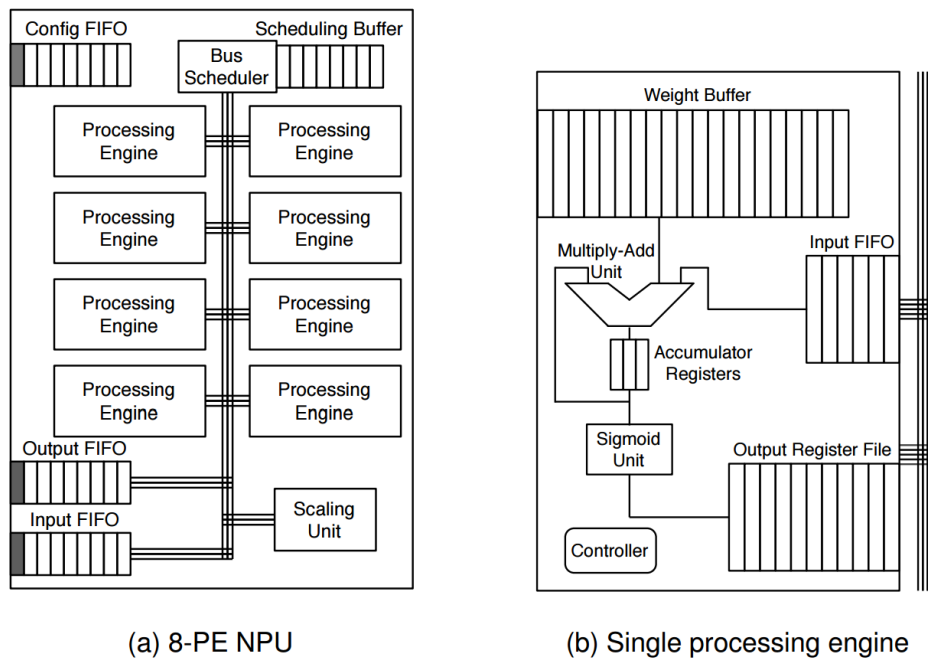 Config FIFO
Scheduling Buffer
Bus
Scheduler
Processing
Engine
Processing
Engine
Processing
Engine
Processing
Engine
Processing
Engine
Processing
Engine
Processing
Engine
Processing
Engine
Output FIFO
Input FIFO
Scaling
Unit
(a) 8-PE NPU
Weight Buffer
Multiply-Add
Unit
Input FIFO
Accumulator
Registers
Sigmoid
Unit
Output Register File
Controller
(b) Single processing engine